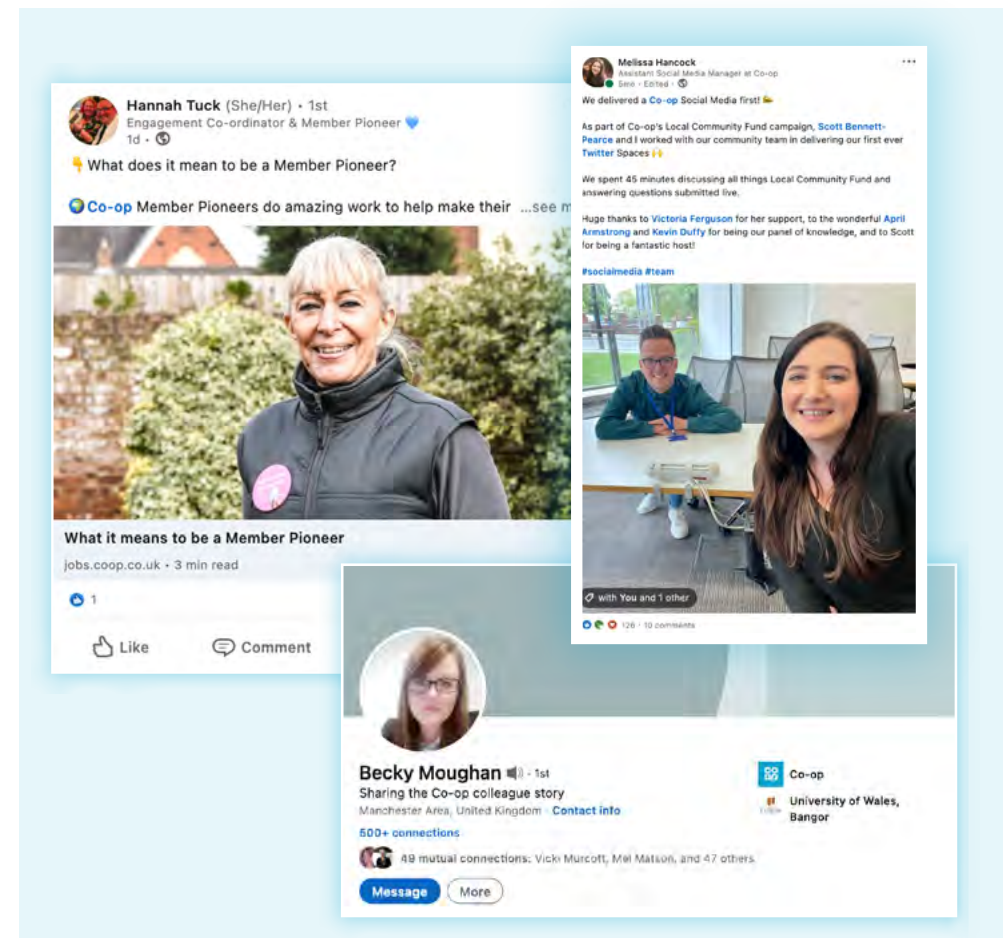 Hannah Tuck (She/Her) • 1st
Engagement Co-ordinator & Member Pioneer
1d •
What does it mean to be a Member Pioneer?
Co-op Member Pioneers do amazing work to help make their ...see m
What it means to be a Member Pioneer
jobs.coop.co.uk • 3 min read
1
Like Comment
Melissa Hancock
Assistant Social Media Manager at Co-op
5mo • Edited •
We delivered a Co-op Social Media first!
As part of Co-op's Local Community Fund campaign, Scott Bennett-
Pearce and I worked with our community team in delivering our first ever
Twitter Spaces
We spent 45 minutes discussing all things Local Community Fund and
answering questions submitted live.
Huge thanks to Victoria Ferguson for her support, to the wonderful April
Armstrong and Kevin Duffy for being our panel of knowledge, and to Scott
for being a fantastic host!
#socialmedia #team
with You and 1 other
126 • 10 comments
Becky Moughan • 1st
Sharing the Co-op colleague story
Manchester Area, United Kingdom Contact info
500+ connections
49 mutual connections: Vicki Murcott, Mel Matson, and 47 others
Message More
CO OP
Co-op
University of Wales,
Bangor